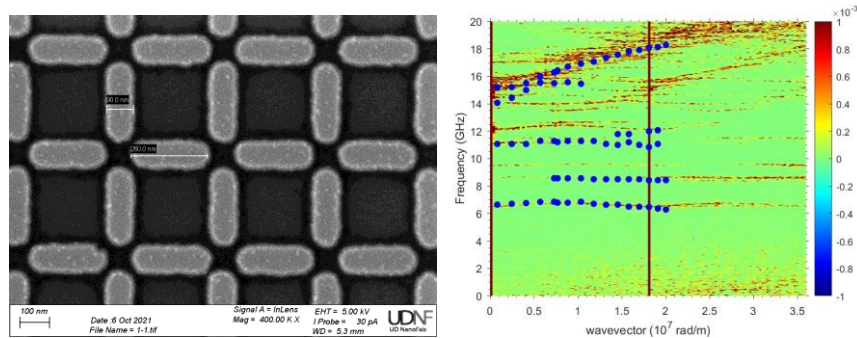 90.0 nm
260.0 nm
100 nm
Date :6 Oct 2021
File Name = 1-1.tif
Signal A = InLens
Mag = 400.00 K X
EHT = 5.00 kV
I Probe = 30 pA
WD = 5.3 mm
UDNF
UD NanoFab
×10⁻³
20
18
16
14
12
10
8
6
4
2
0
Frequency (GHz)
0 0.5 1 1.5 2 2.5 3 3.5
wavevector (10⁷ rad/m)
1
0.8
0.6
0.4
0.2
0
-0.2
-0.4
-0.6
-0.8
-1